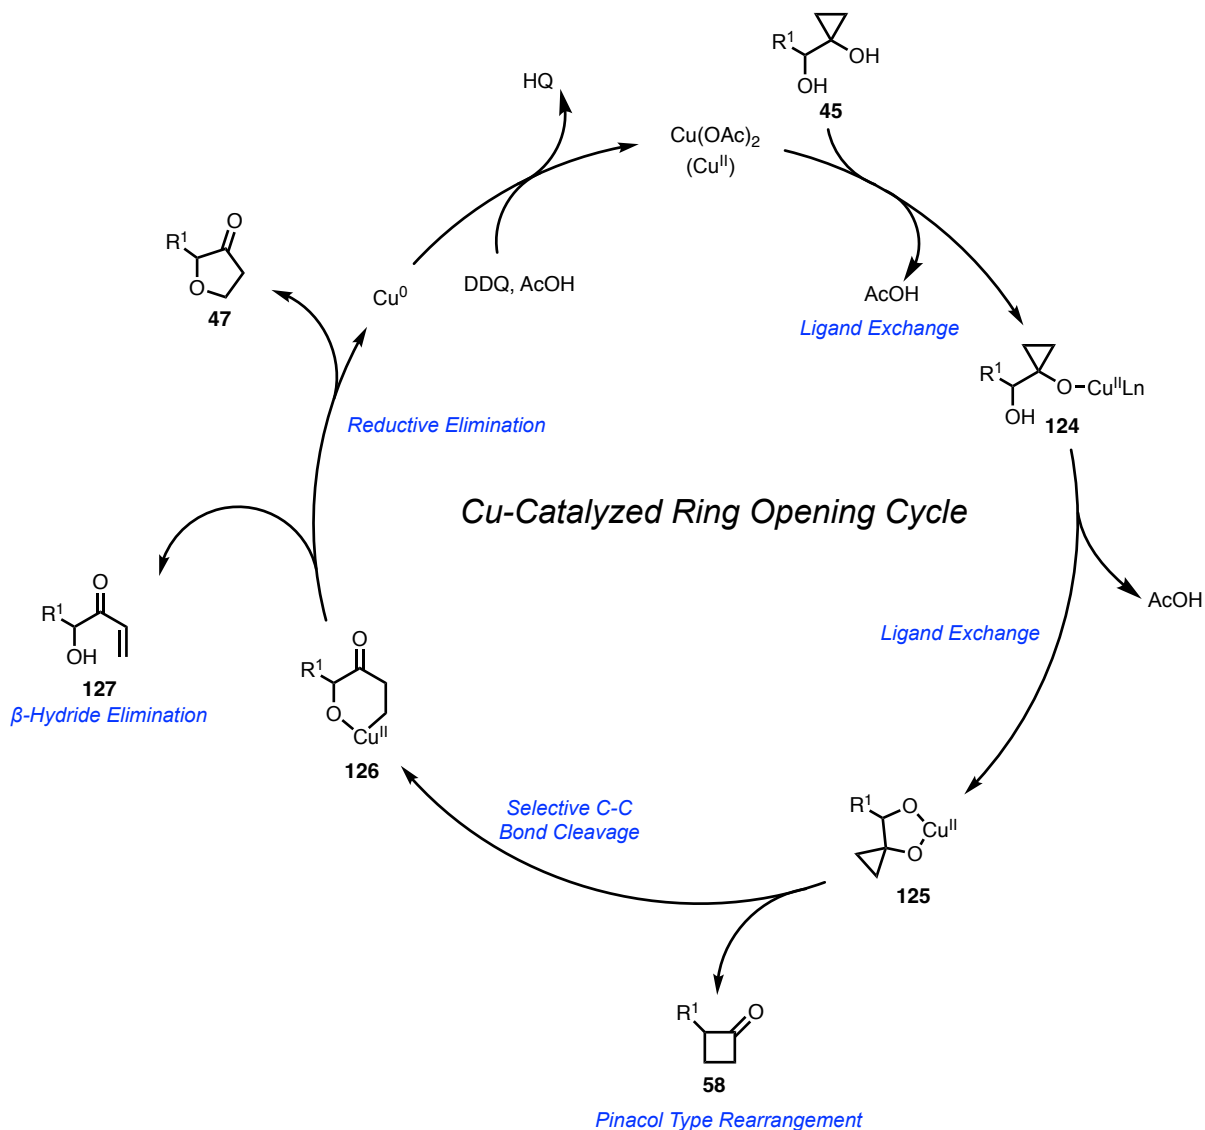 R¹
OH
OH
45
HQ
Cu(OAc)₂
(Cuᴵᴵ)
O
R¹
O
47
Cu⁰
DDQ, AcOH
AcOH
Ligand Exchange
R¹
O
CuᴵᴵLn
OH
124
Reductive Elimination
Cu-Catalyzed Ring Opening Cycle
O
R¹
OH
127
β-Hydride Elimination
AcOH
Ligand Exchange
O
R¹
O
Cuᴵᴵ
126
Selective C-C
Bond Cleavage
R¹
O
Cuᴵᴵ
O
125
R¹
O
58
Pinacol Type Rearrangement